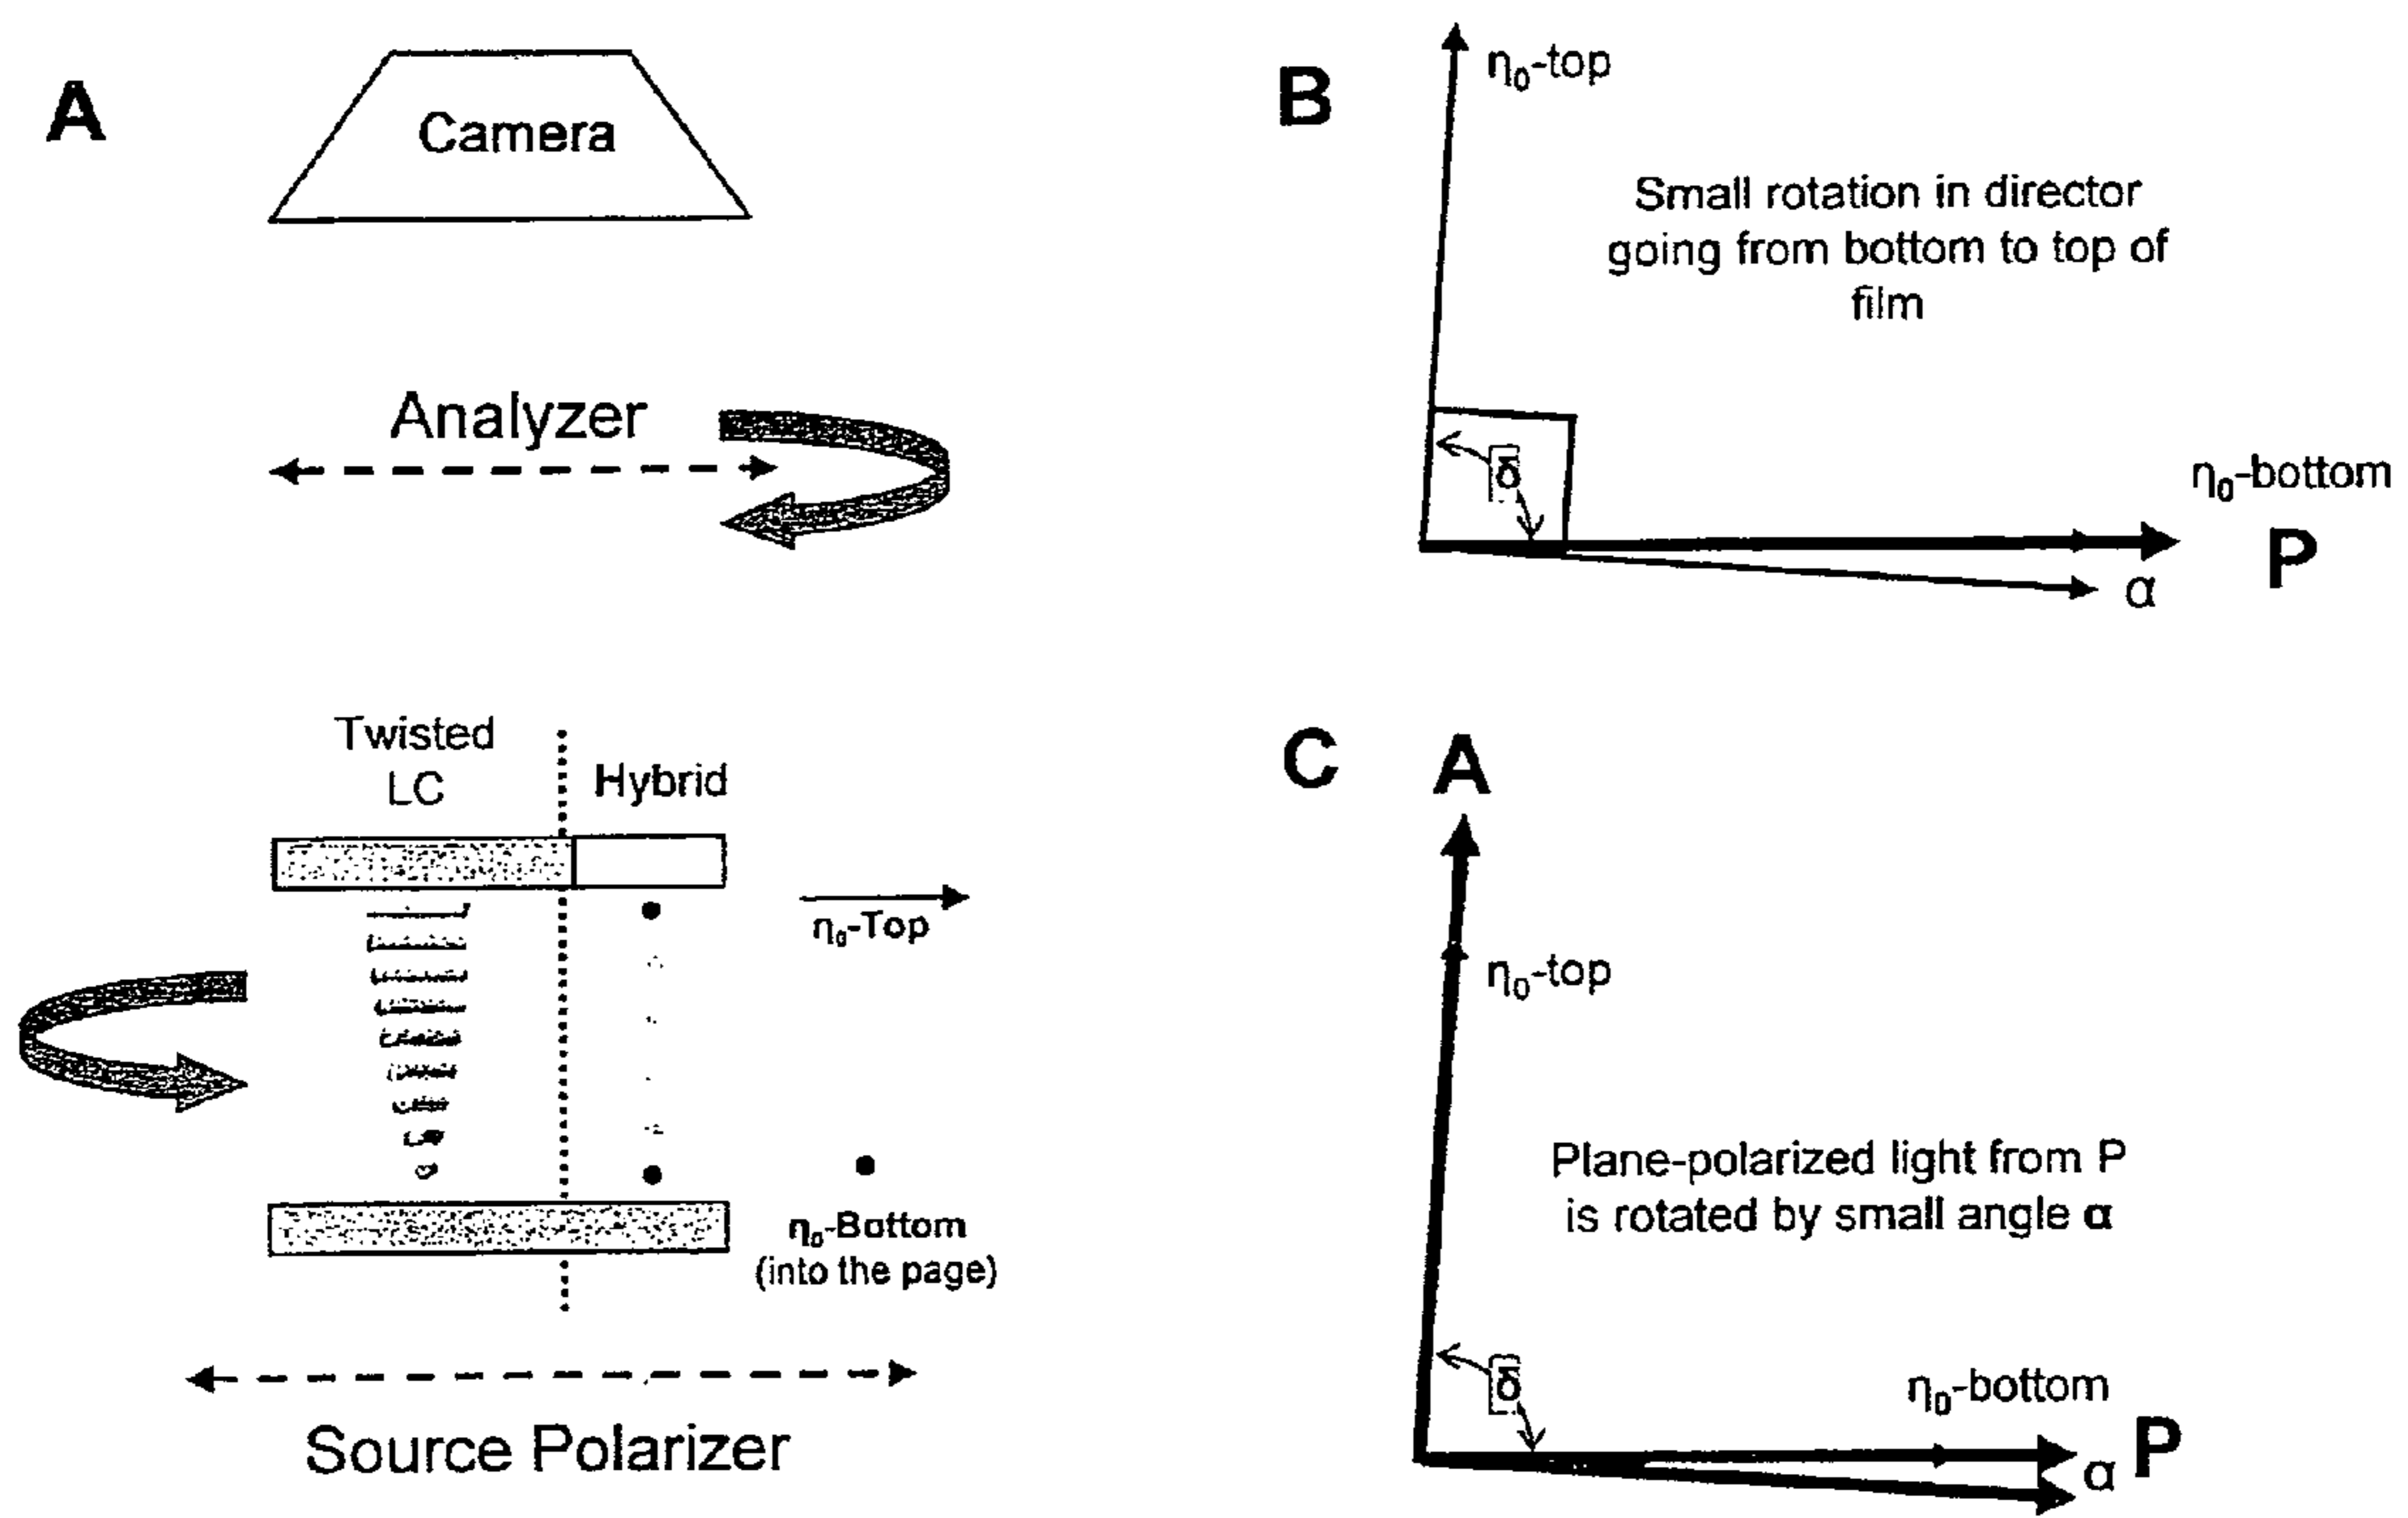 A
Camera
Analyzer
Twisted
LC
Hybrid
η₀-Top
η₀-Bottom
(into the page)
Source Polarizer
B
η₀-top
Small rotation in director
going from bottom to top of
film
δ
η₀-bottom
P
α
C
A
η₀-top
Plane-polarized light from P
is rotated by small angle α
δ
η₀-bottom
P
α